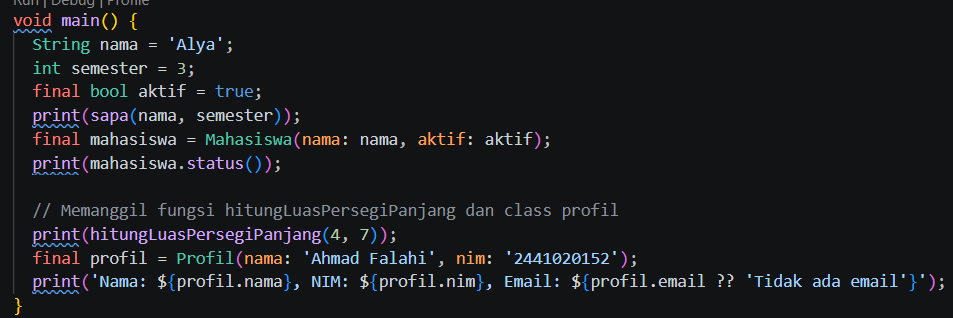 Run | Debug | Profile
void main() {
  String nama = 'Alya';
  int semester = 3;
  final bool aktif = true;
  print(sapa(nama, semester));
  final mahasiswa = Mahasiswa(nama: nama, aktif: aktif);
  print(mahasiswa.status());

  // Memanggil fungsi hitungLuasPersegiPanjang dan class profil
  print(hitungLuasPersegiPanjang(4, 7));
  final profil = Profil(nama: 'Ahmad Falahi', nim: '2441020152');
  print('Nama: ${profil.nama}, NIM: ${profil.nim}, Email: ${profil.email ?? 'Tidak ada email'}');
}